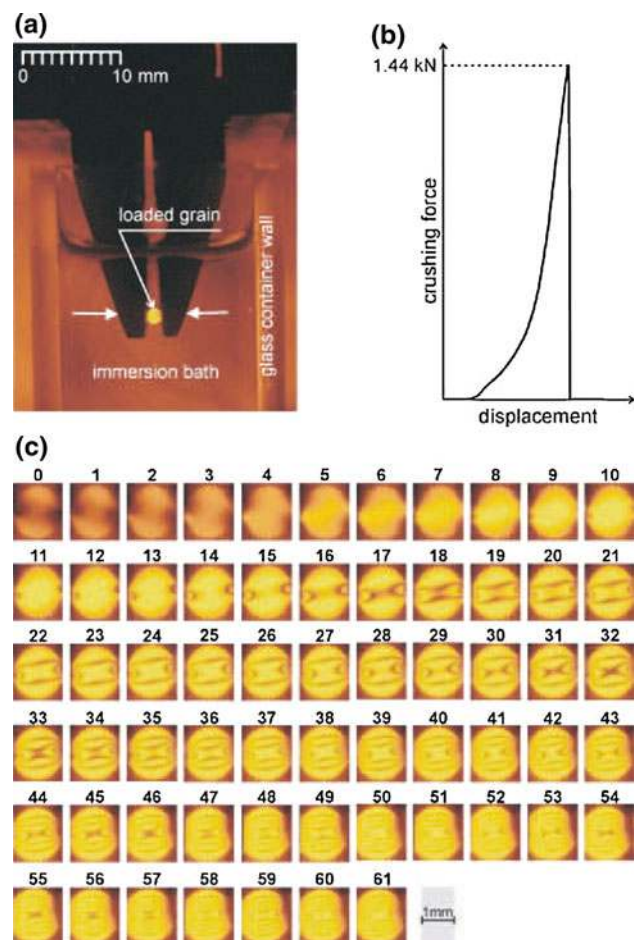 (a)
0 10 mm
loaded grain
glass container wall
immersion bath
(b)
1.44 kN
crushing force
displacement
(c)
0 1 2 3 4 5 6 7 8 9 10
11 12 13 14 15 16 17 18 19 20 21
22 23 24 25 26 27 28 29 30 31 32
33 34 35 36 37 38 39 40 41 42 43
44 45 46 47 48 49 50 51 52 53 54
55 56 57 58 59 60 61
1mm